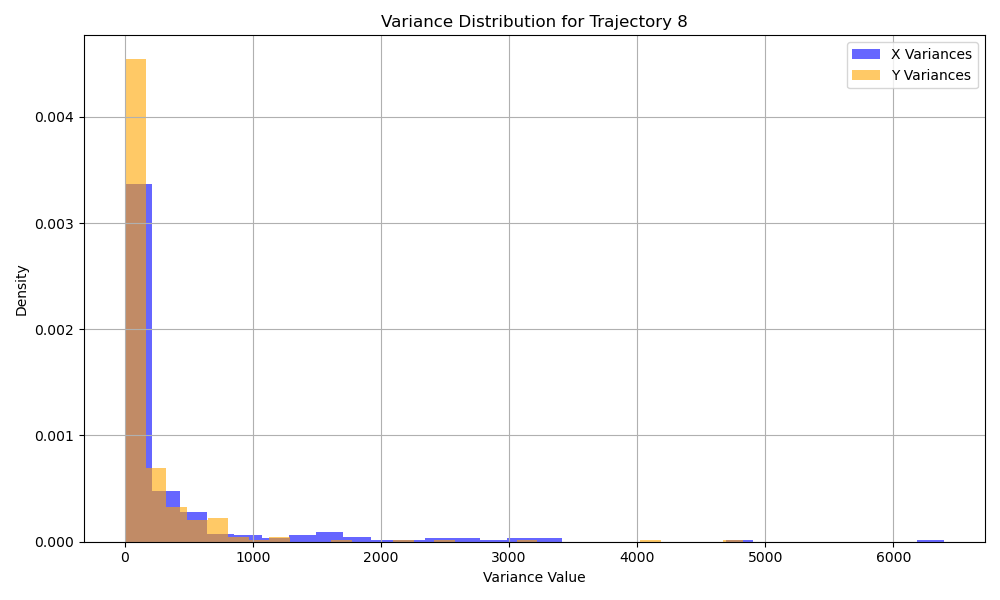 Variance Distribution for Trajectory 8
X Variances
Y Variances
Density
0.004
0.003
0.002
0.001
0.000
0 1000 2000 3000 4000 5000 6000
Variance Value